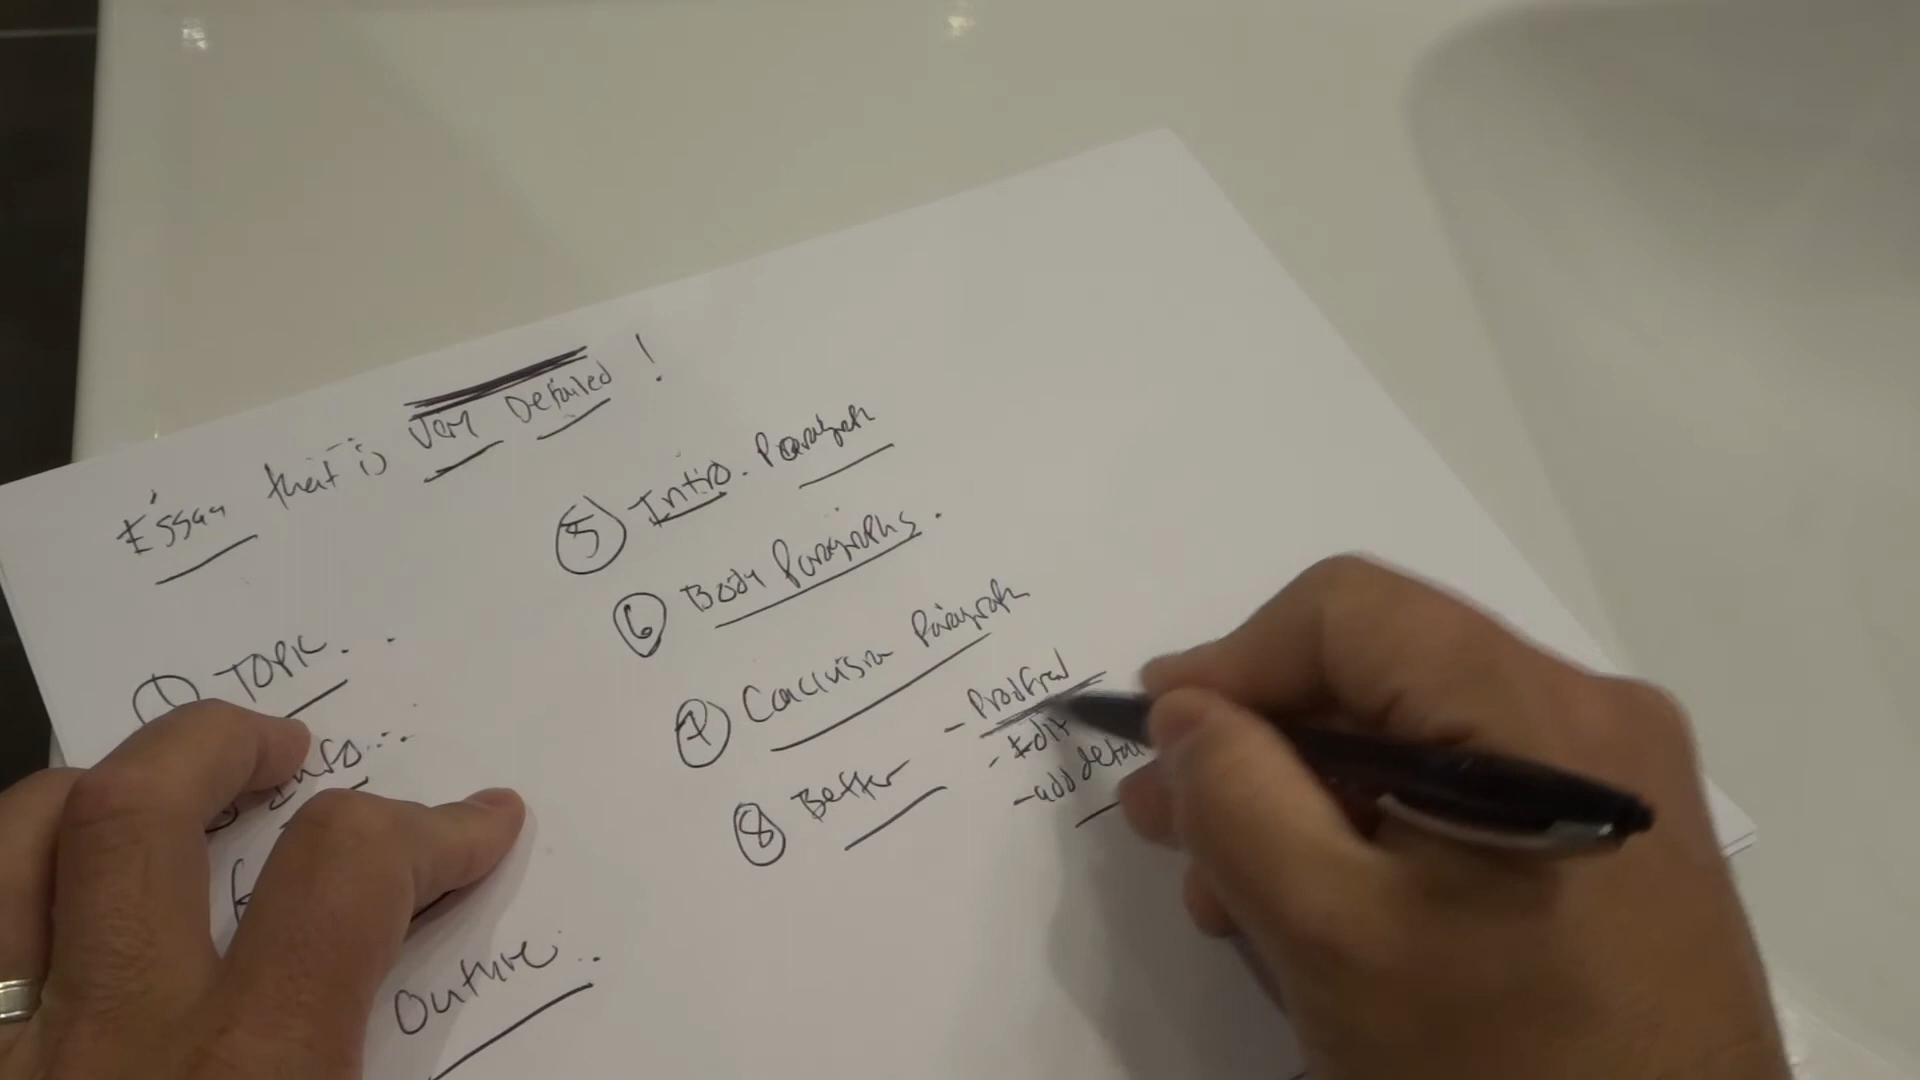 Essay that is Very Detailed !
① TOPIC . .
Info . . .
Outline . .
⑤ Intro . Paragraph
⑥ Body Paragraphs .
⑦ Conclusion Paragraph
⑧ Better
- Proofread
- Edit
- add detail